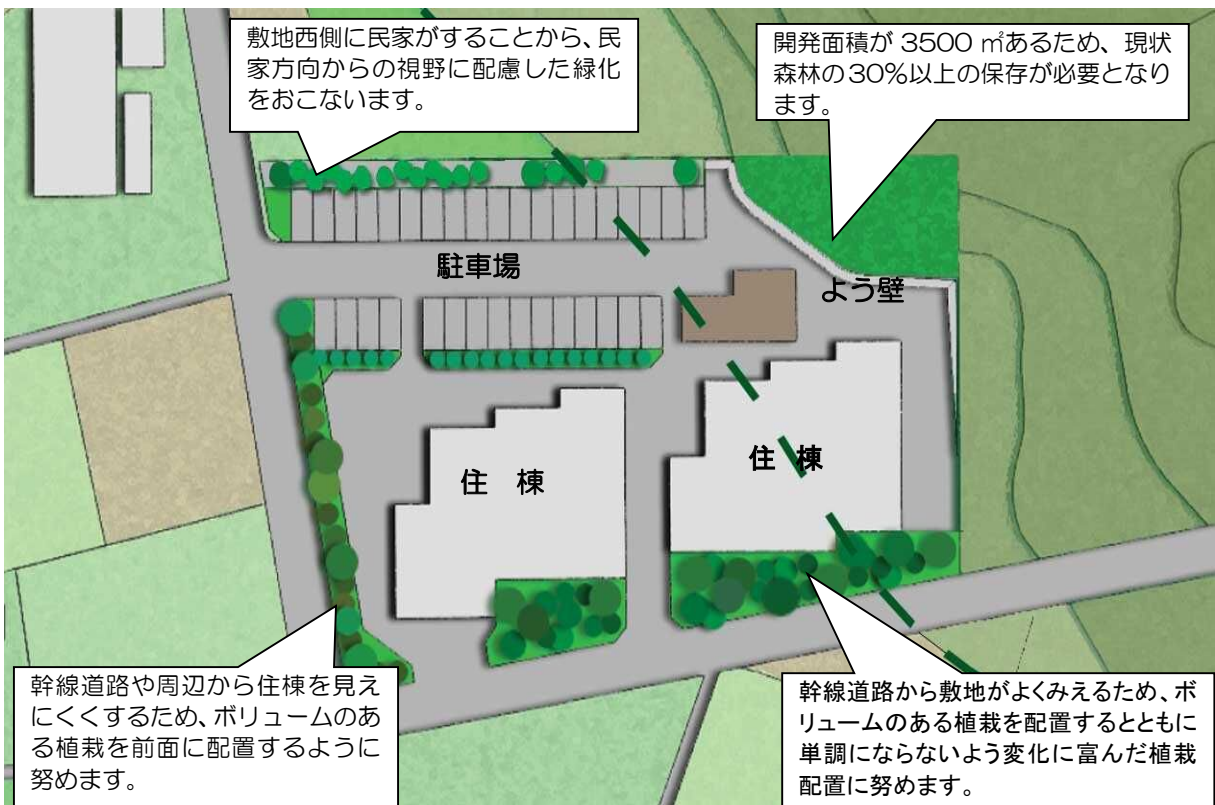 敷地西側に民家がすることから、民
家方向からの視野に配慮した緑化
をおこないます。
開発面積が 3500 ㎡あるため、現状
森林の30%以上の保存が必要となり
ます。
駐車場
よう壁
住 棟
住 棟
幹線道路や周辺から住棟を見え
にくくするため、ボリュームのあ
る植栽を前面に配置するように
努めます。
幹線道路から敷地がよくみえるため、ボ
リュームのある植栽を配置するとともに
単調にならないよう変化に富んだ植栽
配置に努めます。